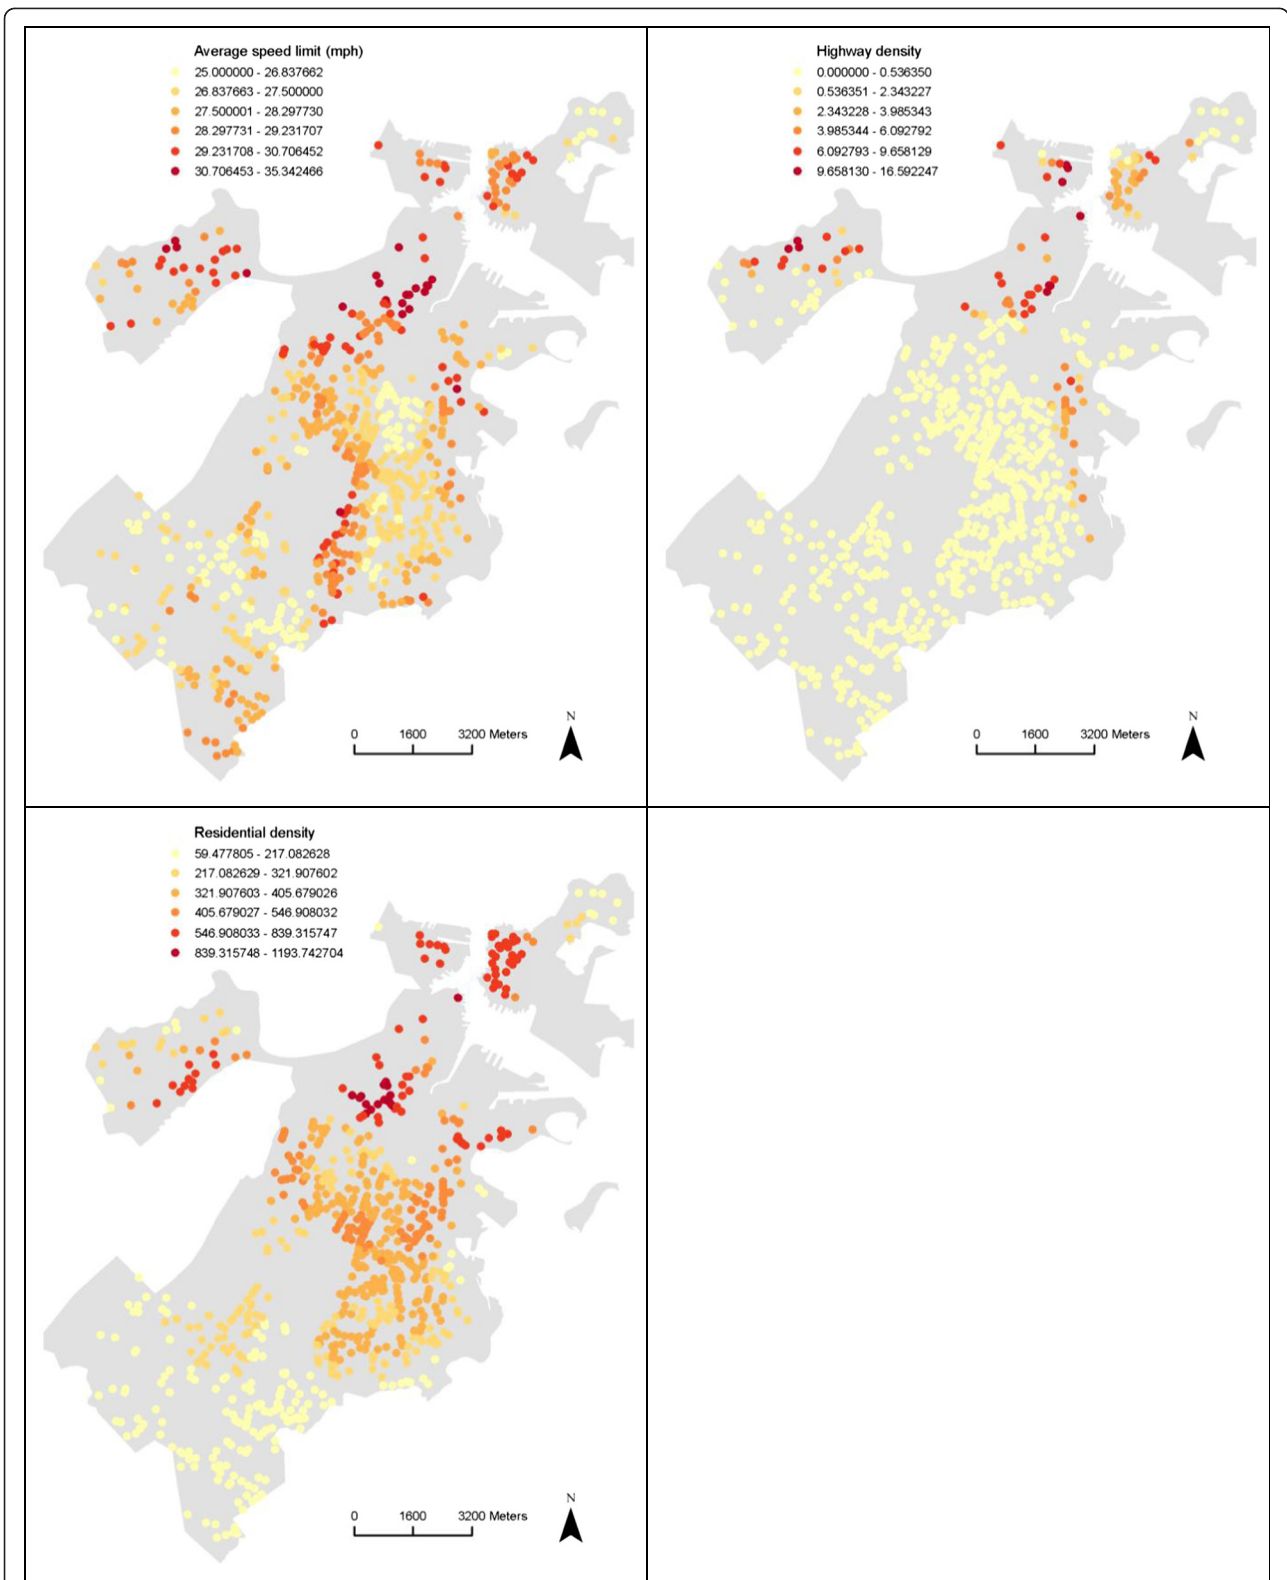 Average speed limit (mph)
25.000000 - 26.837662
26.837663 - 27.500000
27.500001 - 28.297730
28.297731 - 29.231707
29.231708 - 30.706452
30.706453 - 35.342466
N
0 1600 3200 Meters
Highway density
0.000000 - 0.536350
0.536351 - 2.343227
2.343228 - 3.985343
3.985344 - 6.092792
6.092793 - 9.658129
9.658130 - 16.592247
N
0 1600 3200 Meters
Residential density
59.477805 - 217.082628
217.082629 - 321.907602
321.907603 - 405.679026
405.679027 - 546.908032
546.908033 - 839.315747
839.315748 - 1193.742704
N
0 1600 3200 Meters